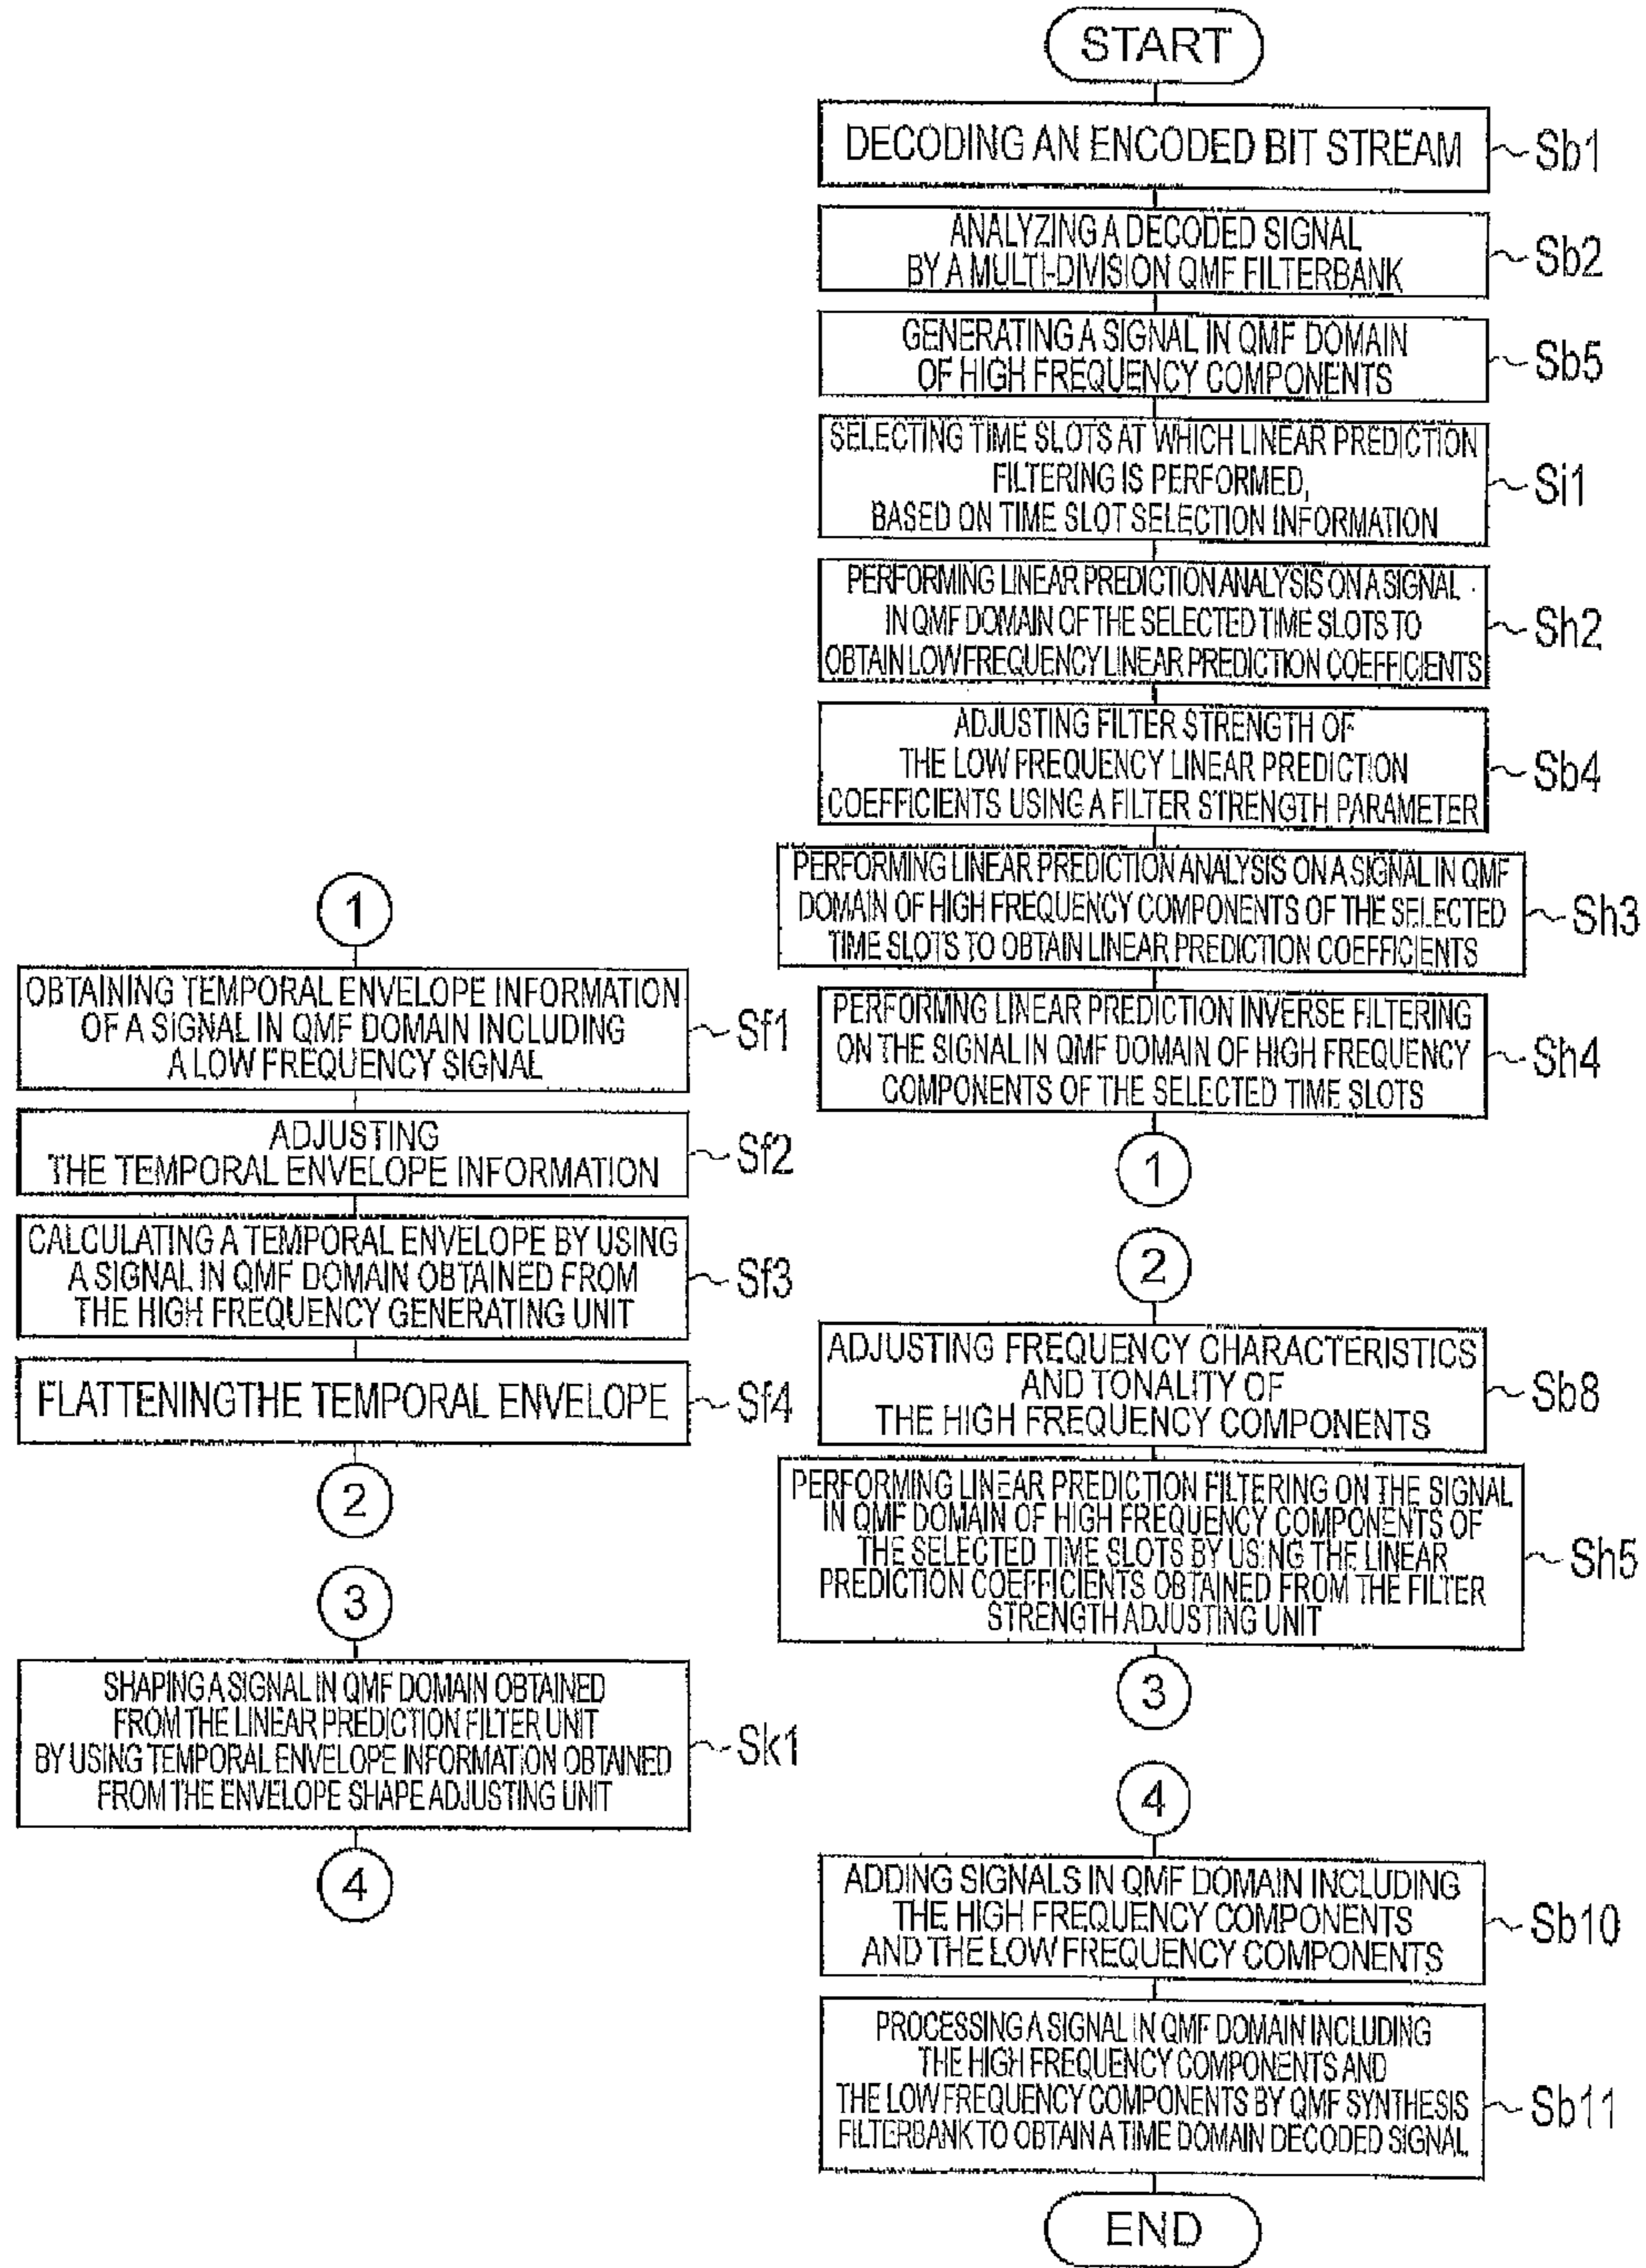 START
DECODING AN ENCODED BIT STREAM
Sb1
ANALYZING A DECODED SIGNAL
BY A MULTI-DIVISION QMF FILTERBANK
Sb2
GENERATING A SIGNAL IN QMF DOMAIN
OF HIGH FREQUENCY COMPONENTS
Sb5
SELECTING TIME SLOTS AT WHICH LINEAR PREDICTION
FILTERING IS PERFORMED,
BASED ON TIME SLOT SELECTION INFORMATION
Si1
PERFORMING LINEAR PREDICTION ANALYSIS ON A SIGNAL
IN QMF DOMAIN OF THE SELECTED TIME SLOTS TO
OBTAIN LOW FREQUENCY LINEAR PREDICTION COEFFICIENTS
Sh2
ADJUSTING FILTER STRENGTH OF
THE LOW FREQUENCY LINEAR PREDICTION
COEFFICIENTS USING A FILTER STRENGTH PARAMETER
Sb4
PERFORMING LINEAR PREDICTION ANALYSIS ON A SIGNAL IN QMF
DOMAIN OF HIGH FREQUENCY COMPONENTS OF THE SELECTED
TIME SLOTS TO OBTAIN LINEAR PREDICTION COEFFICIENTS
Sh3
PERFORMING LINEAR PREDICTION INVERSE FILTERING
ON THE SIGNAL IN QMF DOMAIN OF HIGH FREQUENCY
COMPONENTS OF THE SELECTED TIME SLOTS
Sh4
1
1
OBTAINING TEMPORAL ENVELOPE INFORMATION
OF A SIGNAL IN QMF DOMAIN INCLUDING
A LOW FREQUENCY SIGNAL
Sf1
ADJUSTING
THE TEMPORAL ENVELOPE INFORMATION
Sf2
CALCULATING A TEMPORAL ENVELOPE BY USING
A SIGNAL IN QMF DOMAIN OBTAINED FROM
THE HIGH FREQUENCY GENERATING UNIT
Sf3
FLATTENINGTHE TEMPORAL ENVELOPE
Sf4
2
2
ADJUSTING FREQUENCY CHARACTERISTICS
AND TONALITY OF
THE HIGH FREQUENCY COMPONENTS
Sb8
PERFORMING LINEAR PREDICTION FILTERING ON THE SIGNAL
IN QMF DOMAIN OF HIGH FREQUENCY COMPONENTS OF
THE SELECTED TIME SLOTS BY USING THE LINEAR
PREDICTION COEFFICIENTS OBTAINED FROM THE FILTER
STRENGTH ADJUSTING UNIT
Sh5
3
3
SHAPING A SIGNAL IN QMF DOMAIN OBTAINED
FROM THE LINEAR PREDICTION FILTER UNIT
BY USING TEMPORAL ENVELOPE INFORMATION OBTAINED
FROM THE ENVELOPE SHAPE ADJUSTING UNIT
Sk1
4
4
ADDING SIGNALS IN QMF DOMAIN INCLUDING
THE HIGH FREQUENCY COMPONENTS
AND THE LOW FREQUENCY COMPONENTS
Sb10
PROCESSING A SIGNAL IN QMF DOMAIN INCLUDING
THE HIGH FREQUENCY COMPONENTS AND
THE LOW FREQUENCY COMPONENTS BY QMF SYNTHESIS
FILTERBANK TO OBTAIN A TIME DOMAIN DECODED SIGNAL
Sb11
END